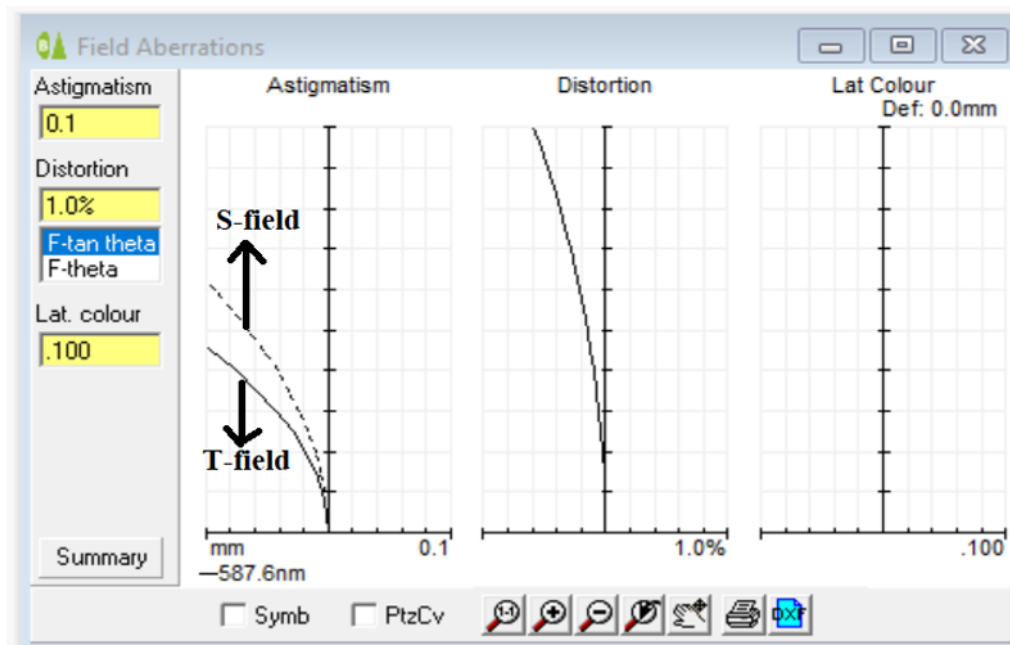 Field Aberrations
Astigmatism
0.1
Distortion
1.0%
F-tan theta
F-theta
Lat. colour
.100
Summary
Astigmatism
S-field
T-field
mm 0.1
—587.6nm
Distortion
1.0%
Lat Colour
Def: 0.0mm
.100
Symb
PtzCv
1-1
DXF